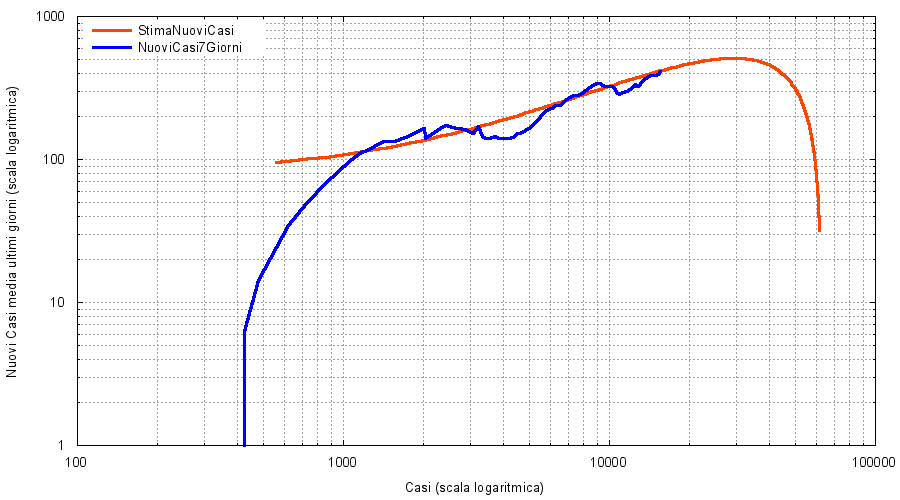 1000
StimaNuoviCasi
NuoviCasi7Giorni
100
10
1
100 1000 10000 100000
Nuovi Casi media ultimi giorni (scala logaritmica)
Casi (scala logaritmica)